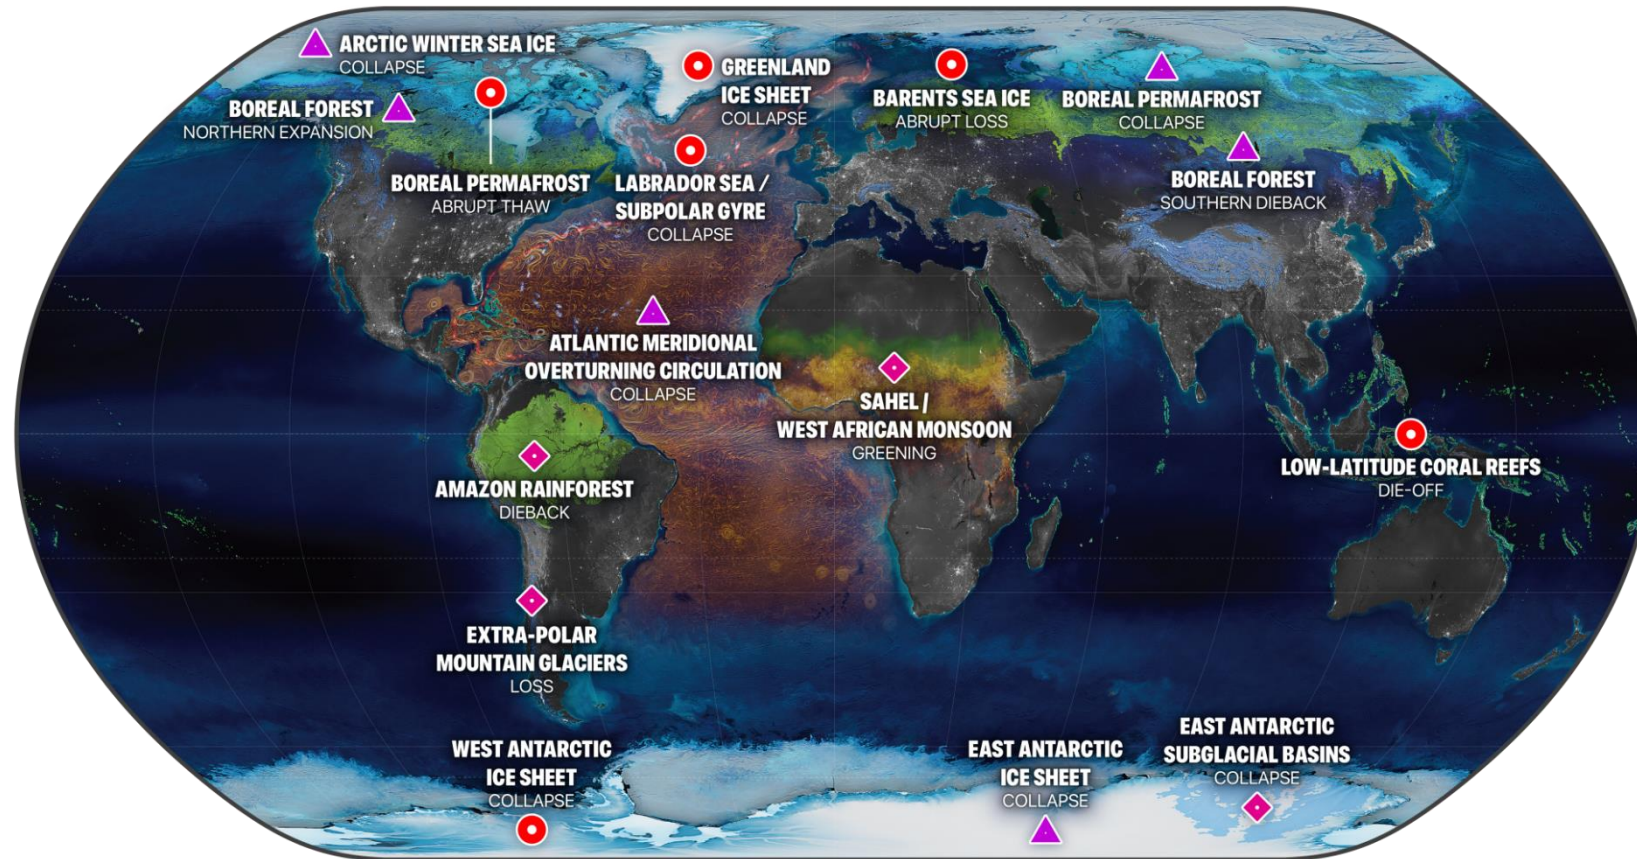 ARCTIC WINTER SEA ICE
COLLAPSE
BOREAL FOREST
NORTHERN EXPANSION
BOREAL PERMAFROST
ABRUPT THAW
GREENLAND
ICE SHEET
COLLAPSE
LABRADOR SEA /
SUBPOLAR GYRE
COLLAPSE
BARENTS SEA ICE
ABRUPT LOSS
BOREAL PERMAFROST
COLLAPSE
BOREAL FOREST
SOUTHERN DIEBACK
ATLANTIC MERIDIONAL
OVERTURNING CIRCULATION
COLLAPSE
SAHEL /
WEST AFRICAN MONSOON
GREENING
AMAZON RAINFOREST
DIEBACK
LOW-LATITUDE CORAL REEFS
DIE-OFF
EXTRA-POLAR
MOUNTAIN GLACIERS
LOSS
WEST ANTARCTIC
ICE SHEET
COLLAPSE
EAST ANTARCTIC
ICE SHEET
COLLAPSE
EAST ANTARCTIC
SUBGLACIAL BASINS
COLLAPSE